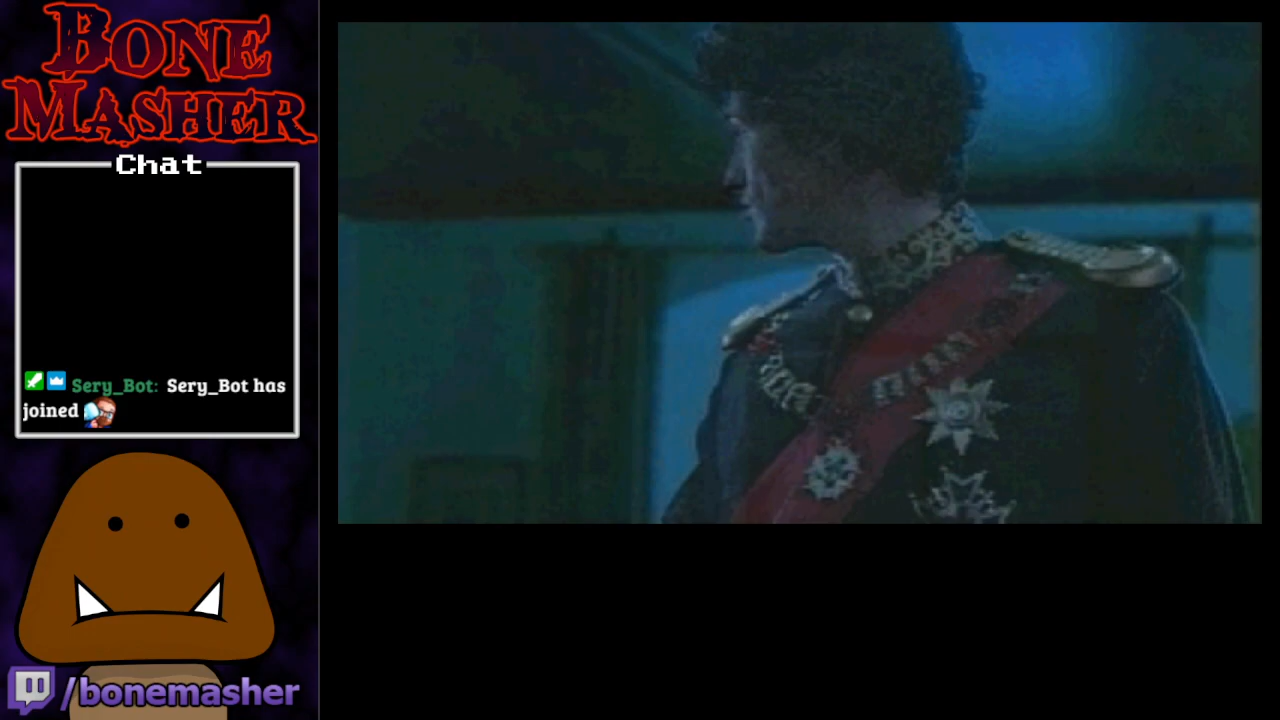 BONE
MASHER
Chat
Sery_Bot: Sery_Bot has
joined
/bonemasher